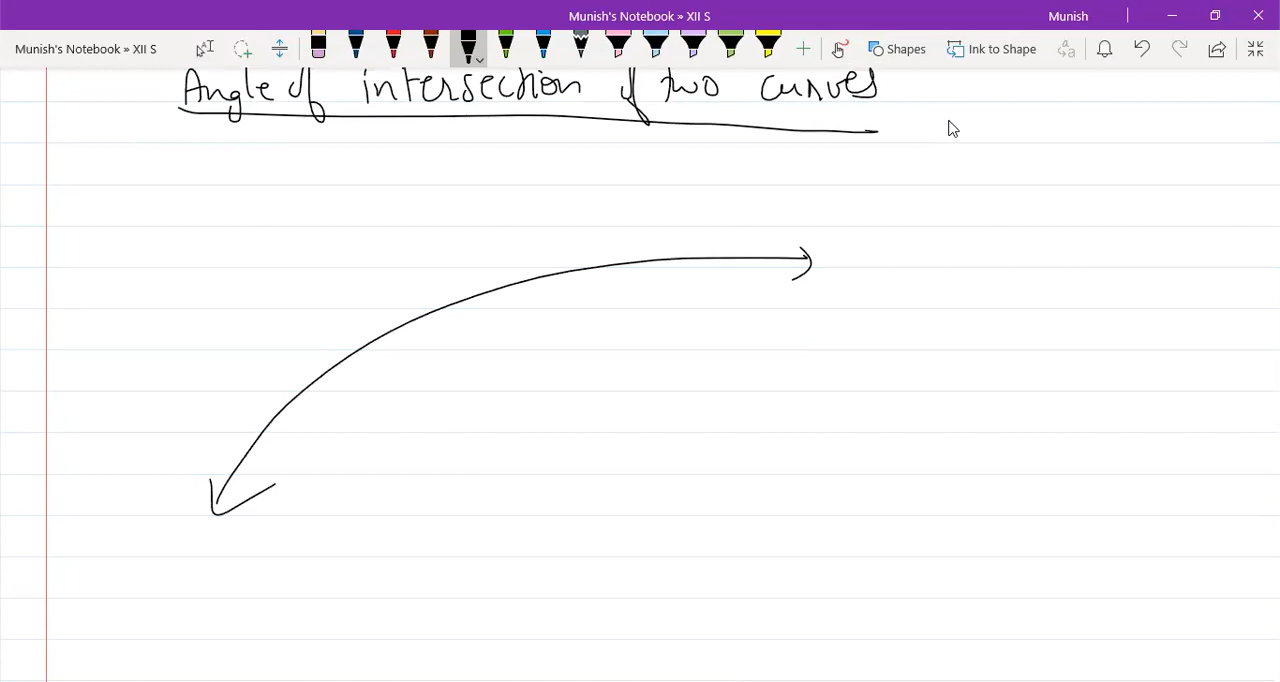 Munish's Notebook » XII S
Munish
Munish's Notebook » XII S
Shapes
Ink to Shape
Angle of intersection of two curves